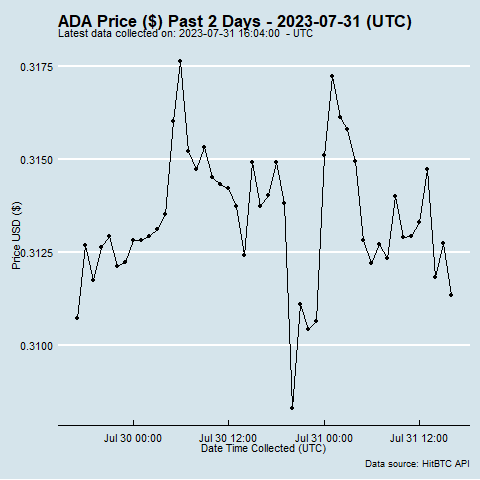 ADA Price ($) Past 2 Days - 2023-07-31 (UTC)
Latest data collected on: 2023-07-31 16:04:00 - UTC
0.3175
0.3150
0.3125
0.3100
Price USD ($)
Jul 30 00:00 Jul 30 12:00 Jul 31 00:00 Jul 31 12:00
Date Time Collected (UTC)
Data source: HitBTC API